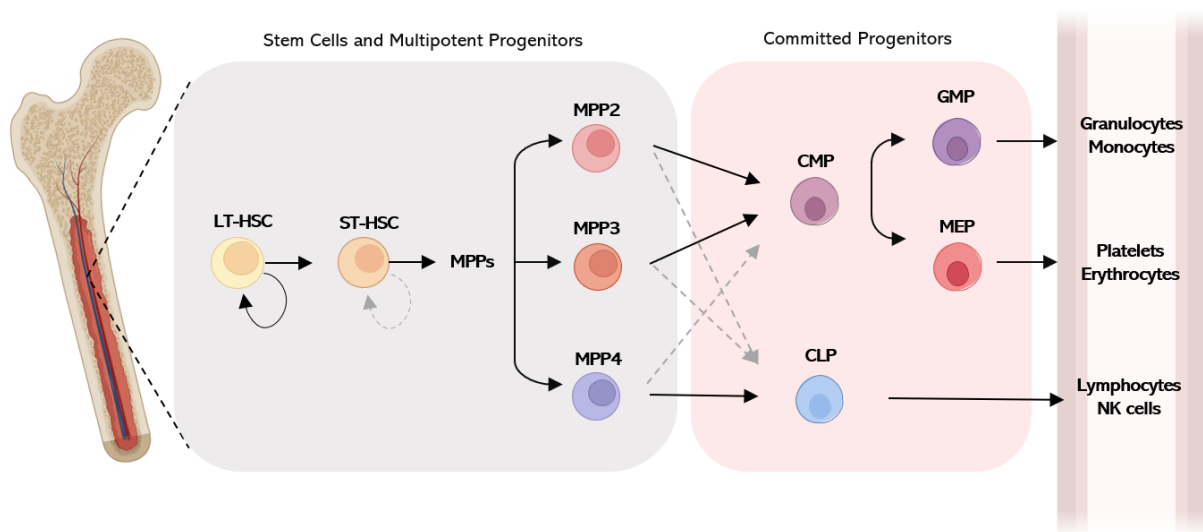 Stem Cells and Multipotent Progenitors
Committed Progenitors
LT-HSC
ST-HSC
MPPs
MPP2
MPP3
MPP4
CMP
CLP
GMP
MEP
Granulocytes
Monocytes
Platelets
Erythrocytes
Lymphocytes
NK cells